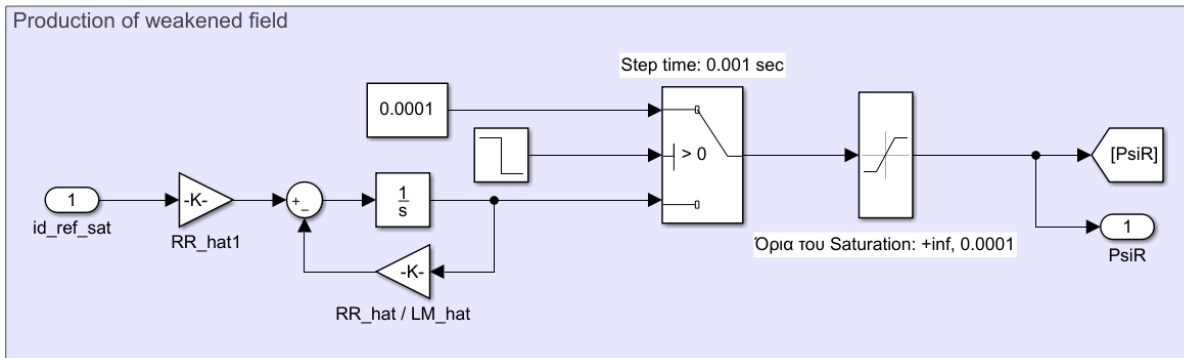 Production of weakened field
Step time: 0.001 sec
0.0001
> 0
[PsiR]
1
id_ref_sat
-K-
RR_hat1
+
−
1
s
1
PsiR
Όρια του Saturation: +inf, 0.0001
-K-
RR_hat / LM_hat